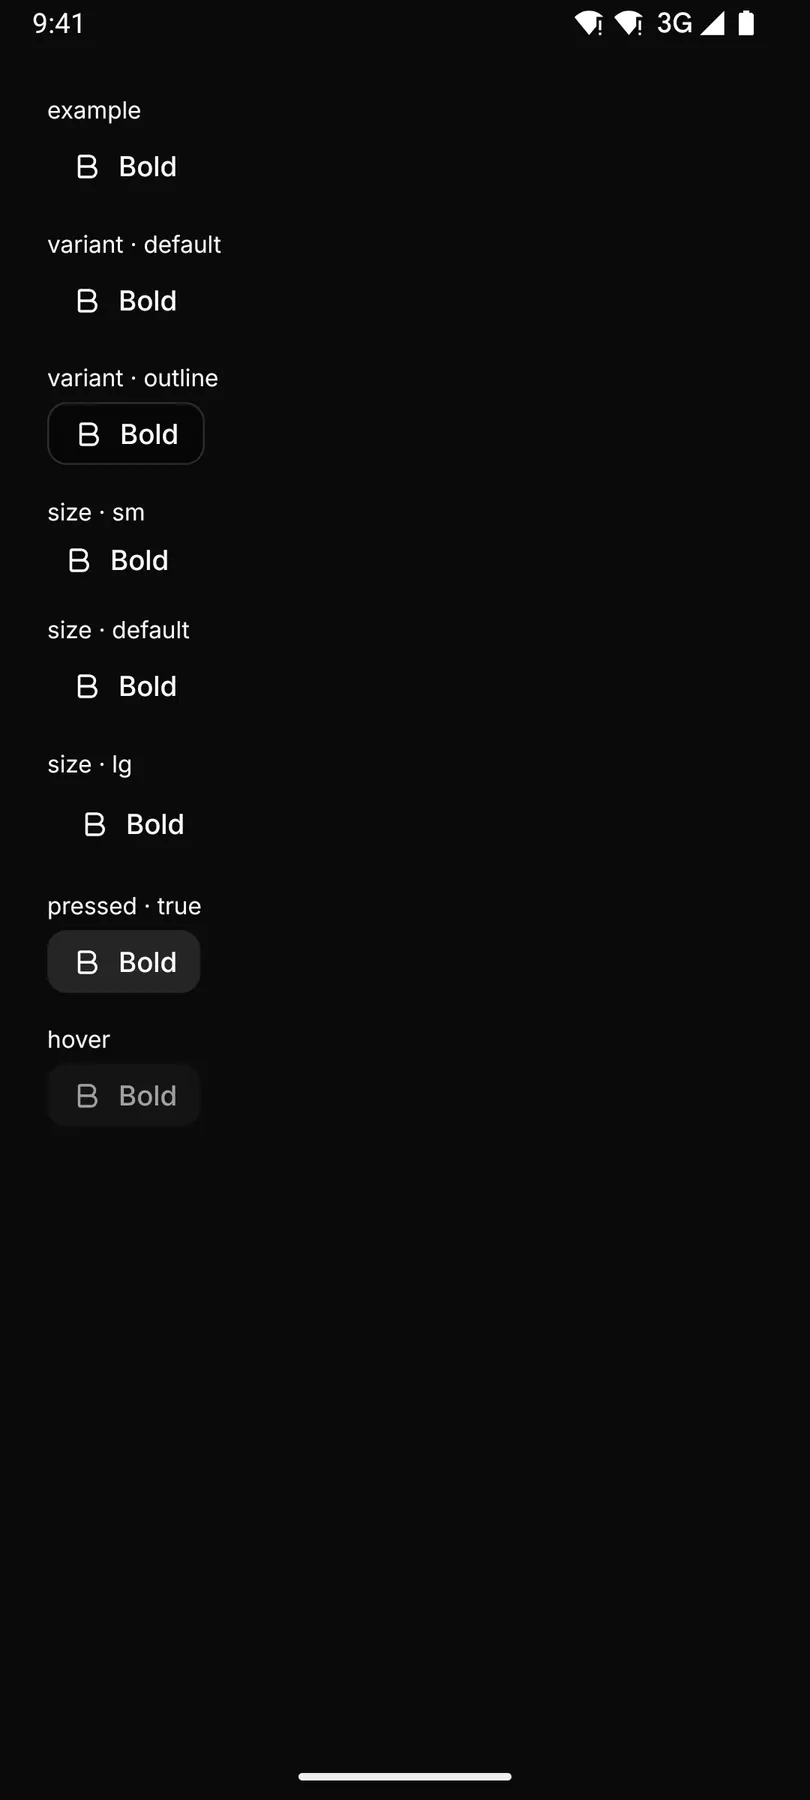 9:41 3G
example
Bold
variant · default
Bold
variant · outline
Bold
size · sm
Bold
size · default
Bold
size · lg
Bold
pressed · true
Bold
hover
Bold